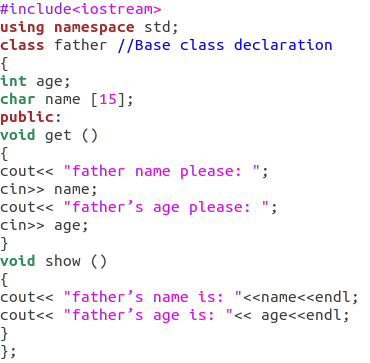 #include<iostream>
using namespace std;
class father //Base class declaration
{
int age;
char name [15];
public:
void get ()
{
cout<< "father name please: ";
cin>> name;
cout<< "father’s age please: ";
cin>> age;
}
void show ()
{
cout<< "father’s name is: "<<name<<endl;
cout<< "father’s age is: "<< age<<endl;
}
};